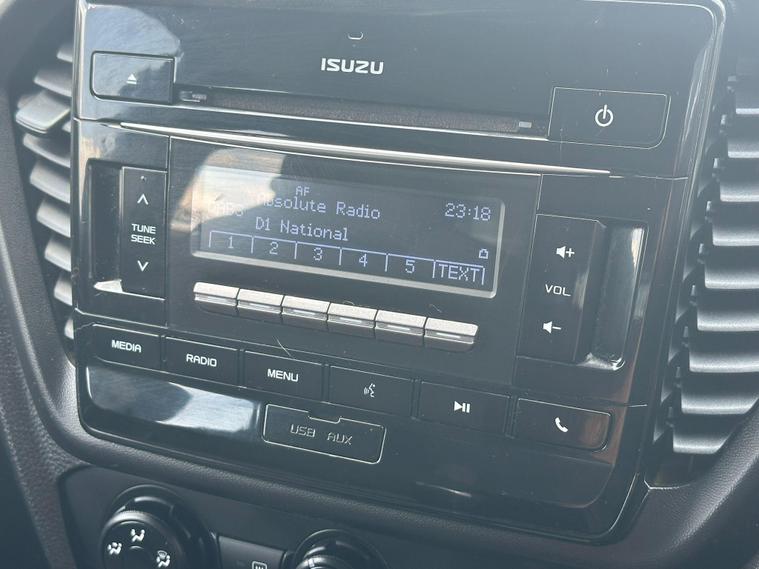 ISUZU
AF
Absolute Radio 23:18
D1 National
1 2 3 4 5 TEXT
TUNE
SEEK
VOL
MEDIA RADIO MENU
USB AUX